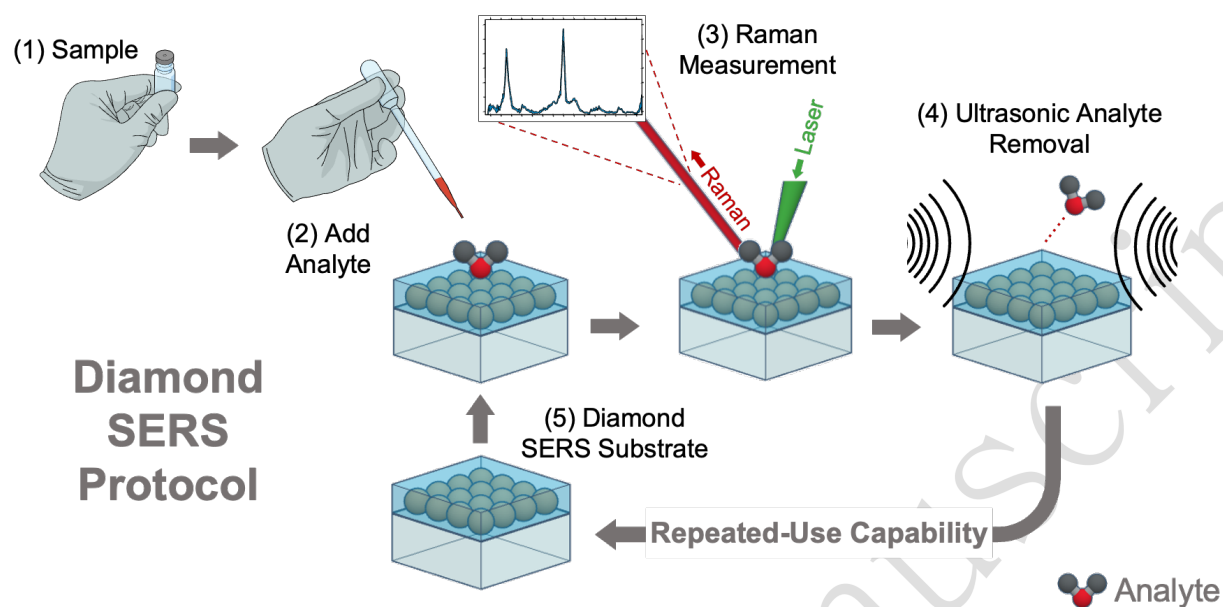 (1) Sample
(2) Add
Analyte
(3) Raman
Measurement
Laser
Raman
(4) Ultrasonic Analyte
Removal
(5) Diamond
SERS Substrate
Diamond
SERS
Protocol
Repeated-Use Capability
Analyte